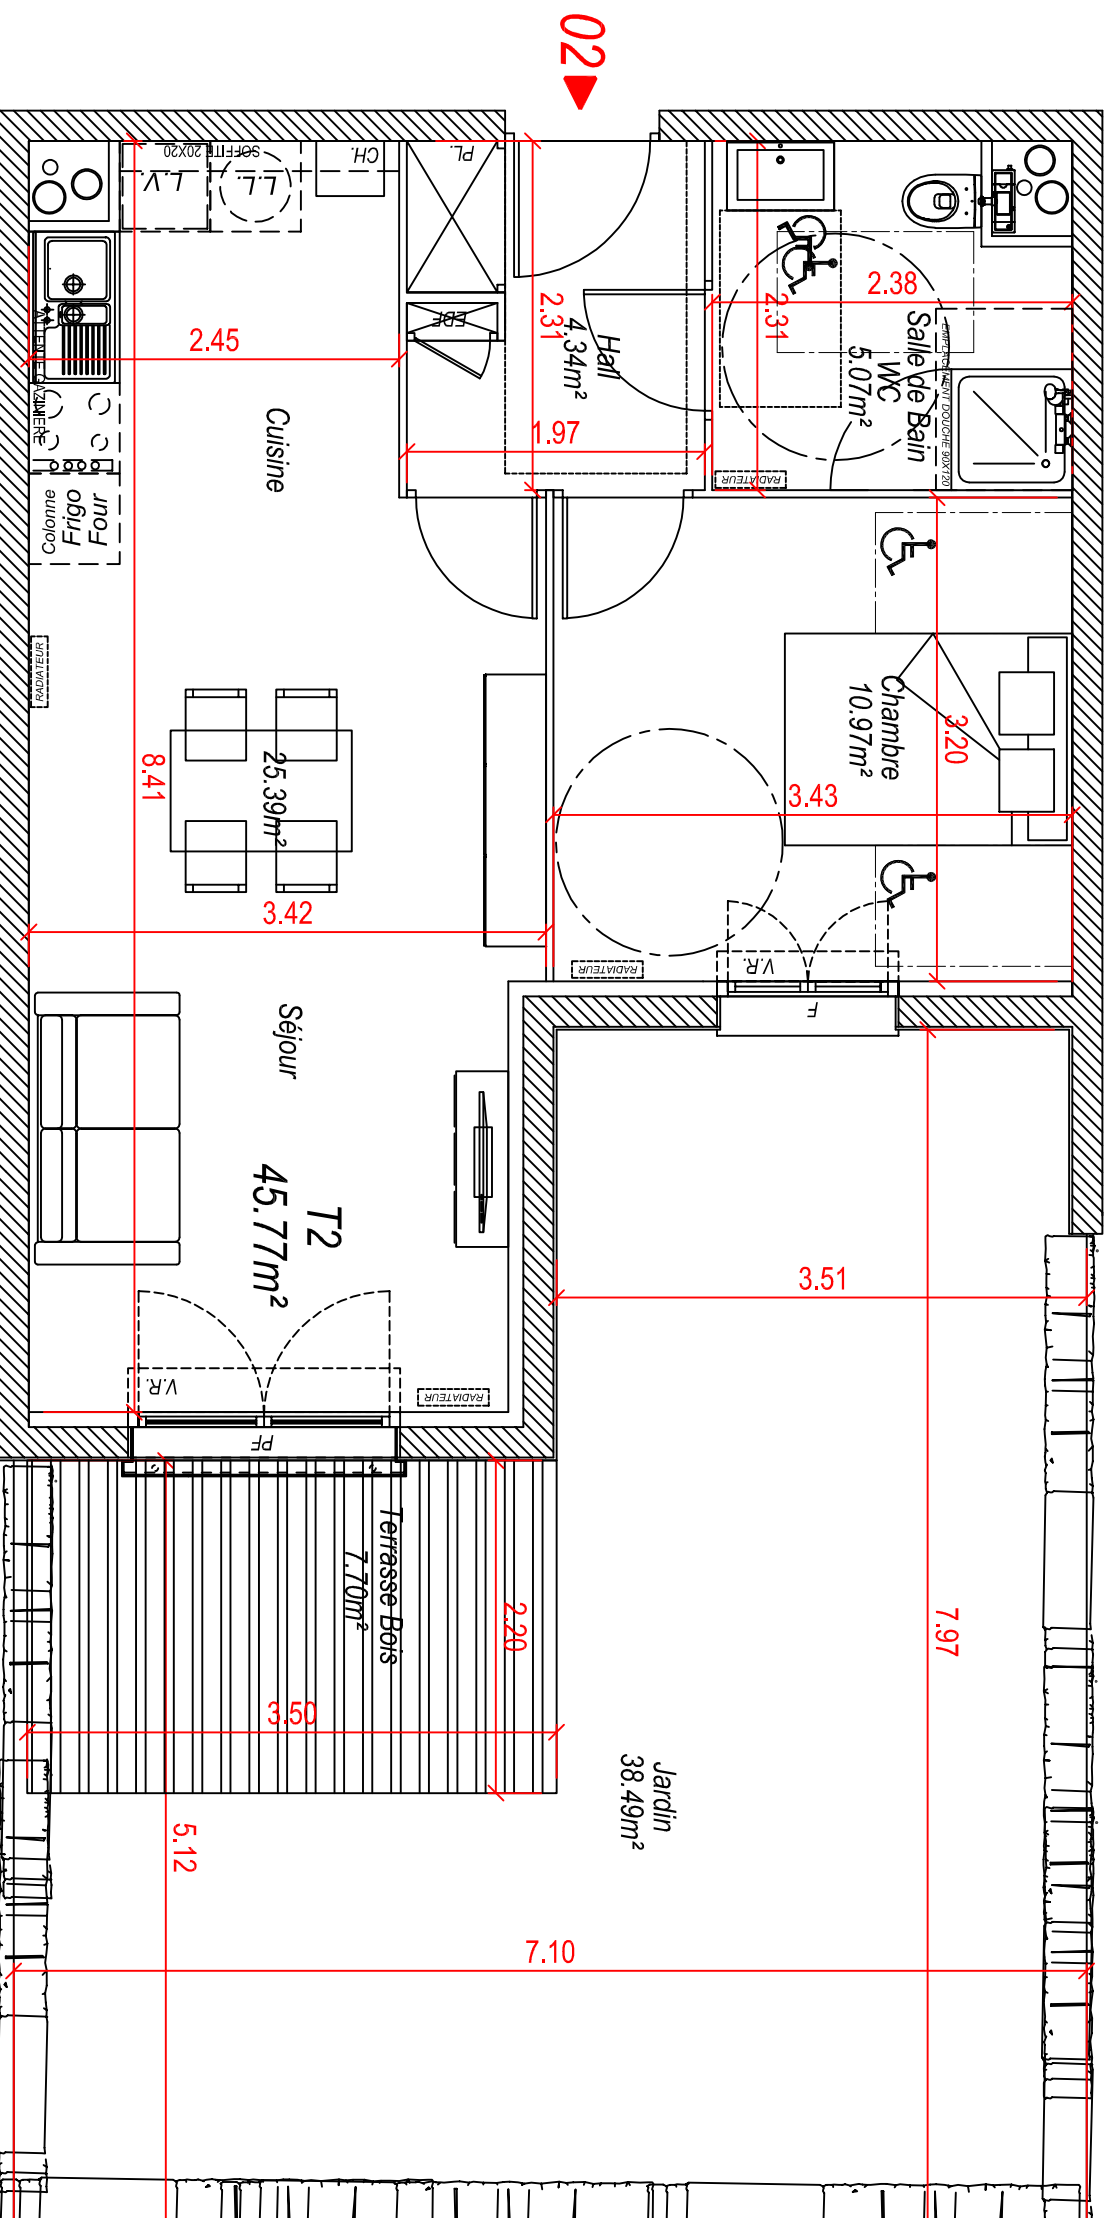 02
SOFFITE 20X20
L.V.
L.L.
CH.
PL.
EDF
2.31
Hall
4.34m²
1.97
2.31
2.38
Salle de Bain
WC
5.07m²
EMPLACEMENT DOUCHE 90X120
RADIATEUR
2.45
ATTENTE GAZINIERE
Cuisine
Colonne
Frigo
Four
RADIATEUR
8.41
25.39m²
3.42
Chambre
10.97m²
3.20
3.43
RADIATEUR
V.R.
F
Séjour
T2
45.77m²
V.R.
RADIATEUR
PF
3.51
Terrasse Bois
7.70m²
2.20
3.50
7.97
5.12
Jardin
38.49m²
7.10